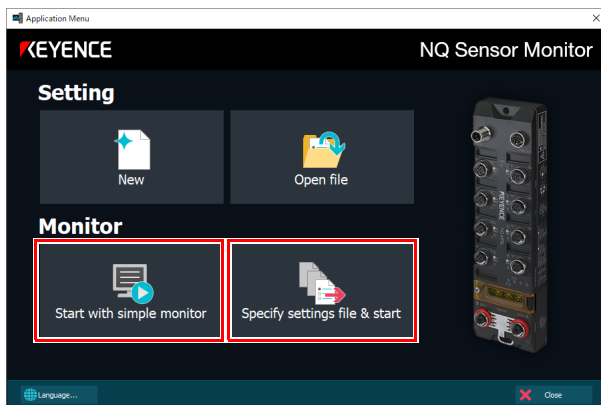 Application Menu
KEYENCE
NQ Sensor Monitor
Setting
New
Open file
Monitor
Start with simple monitor
Specify settings file & start
Language...
Close
KEYENCE